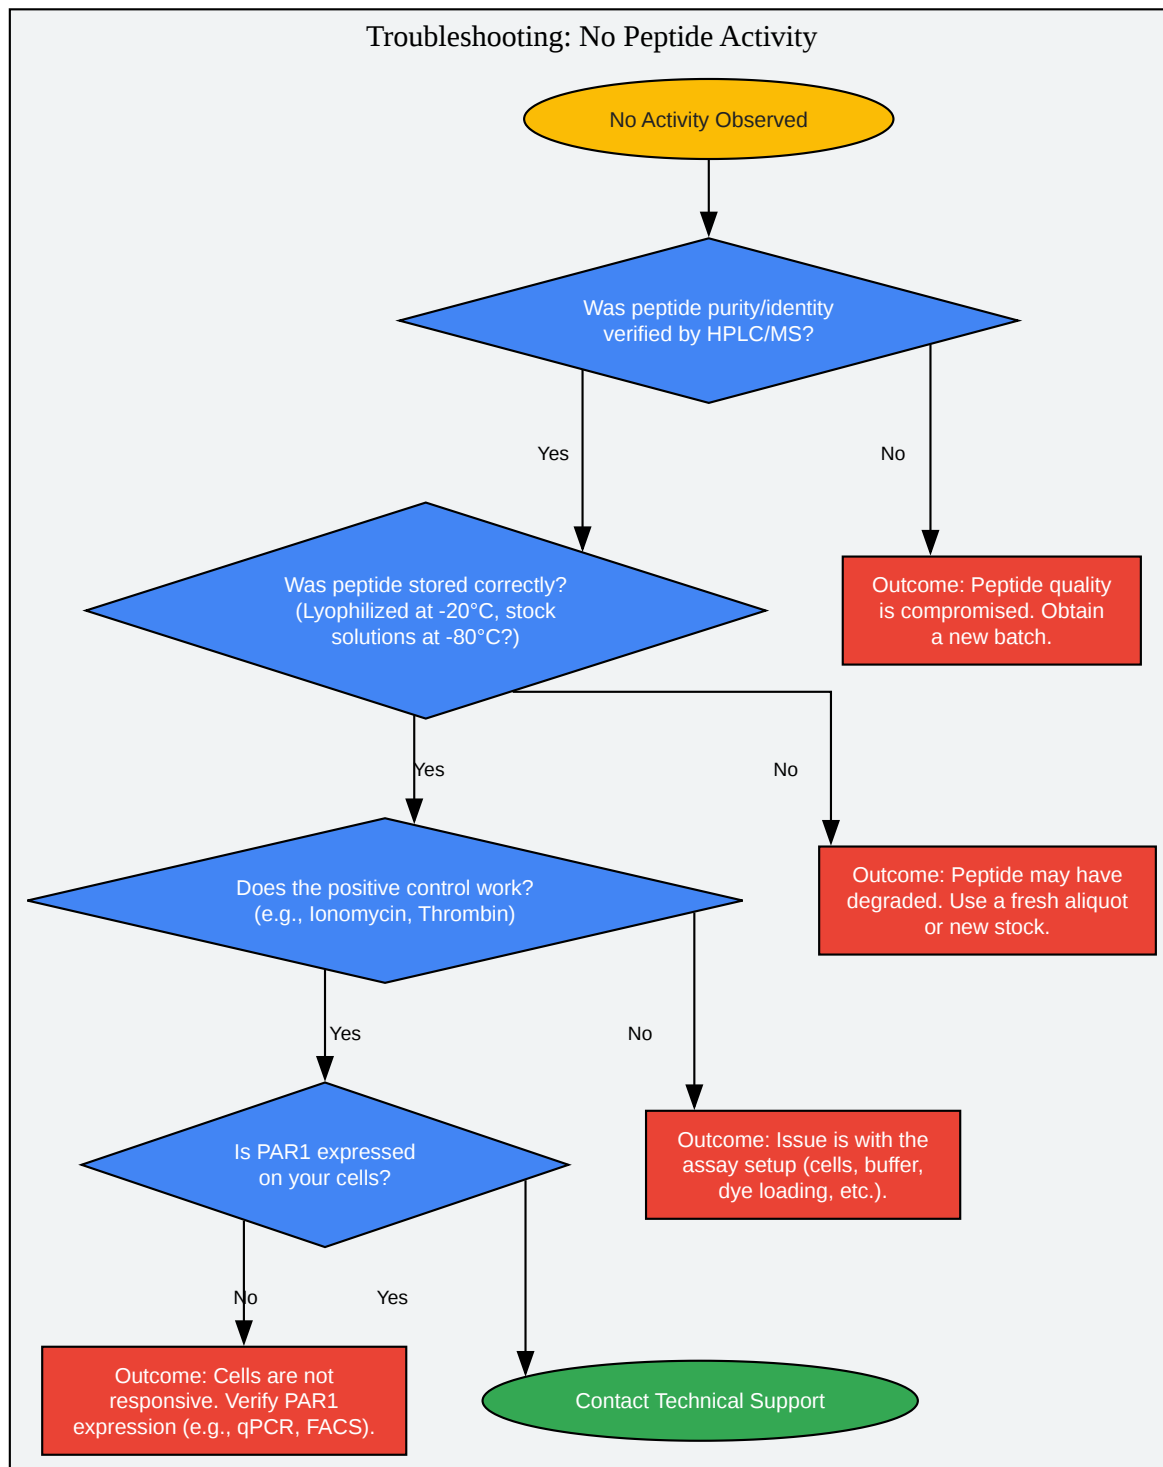 Troubleshooting: No Peptide Activity
No Activity Observed
Was peptide purity/identity
verified by HPLC/MS?
Yes
No
Was peptide stored correctly?
(Lyophilized at -20°C, stock
solutions at -80°C?)
Outcome: Peptide quality
is compromised. Obtain
a new batch.
Yes
No
Does the positive control work?
(e.g., Ionomycin, Thrombin)
Outcome: Peptide may have
degraded. Use a fresh aliquot
or new stock.
Yes
No
Is PAR1 expressed
on your cells?
Outcome: Issue is with the
assay setup (cells, buffer,
dye loading, etc.).
No
Yes
Outcome: Cells are not
responsive. Verify PAR1
expression (e.g., qPCR, FACS).
Contact Technical Support